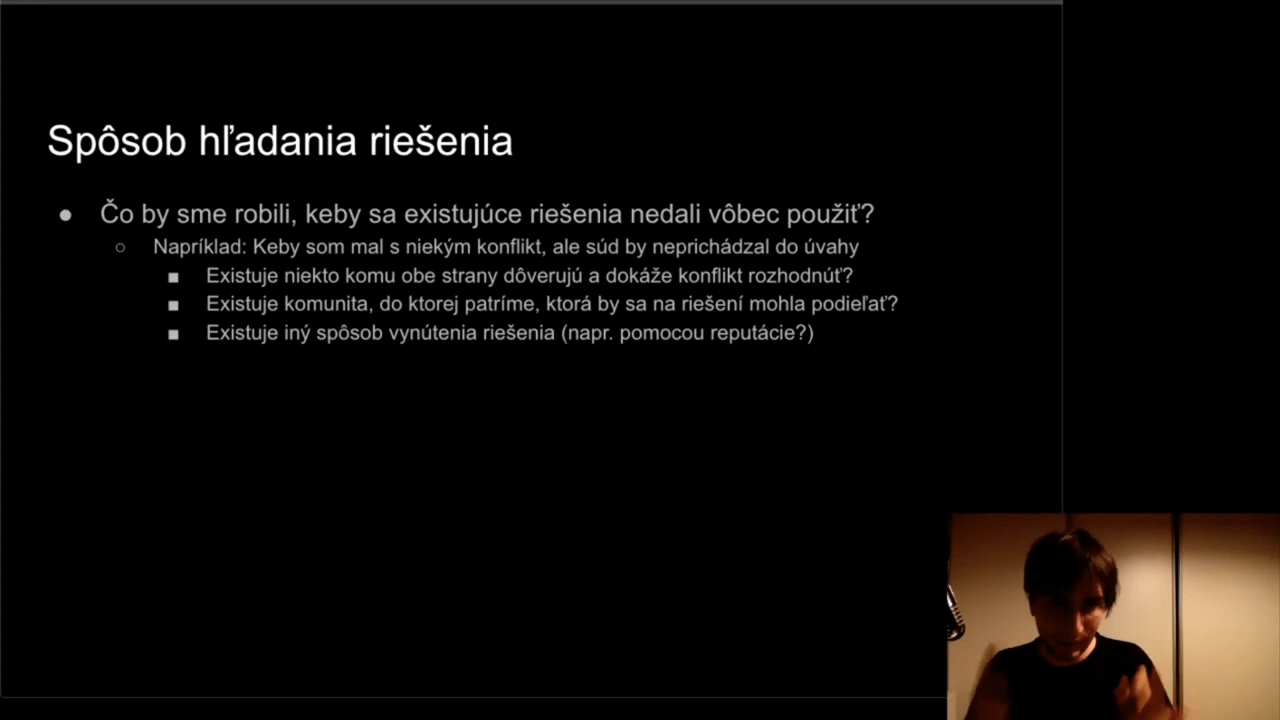 Spôsob hľadania riešenia
● Čo by sme robili, keby sa existujúce riešenia nedali vôbec použiť?
○ Napríklad: Keby som mal s niekým konflikt, ale súd by neprichádzal do úvahy
■ Existuje niekto komu obe strany dôverujú a dokáže konflikt rozhodnúť?
■ Existuje komunita, do ktorej patríme, ktorá by sa na riešení mohla podieľať?
■ Existuje iný spôsob vynútenia riešenia (napr. pomocou reputácie?)